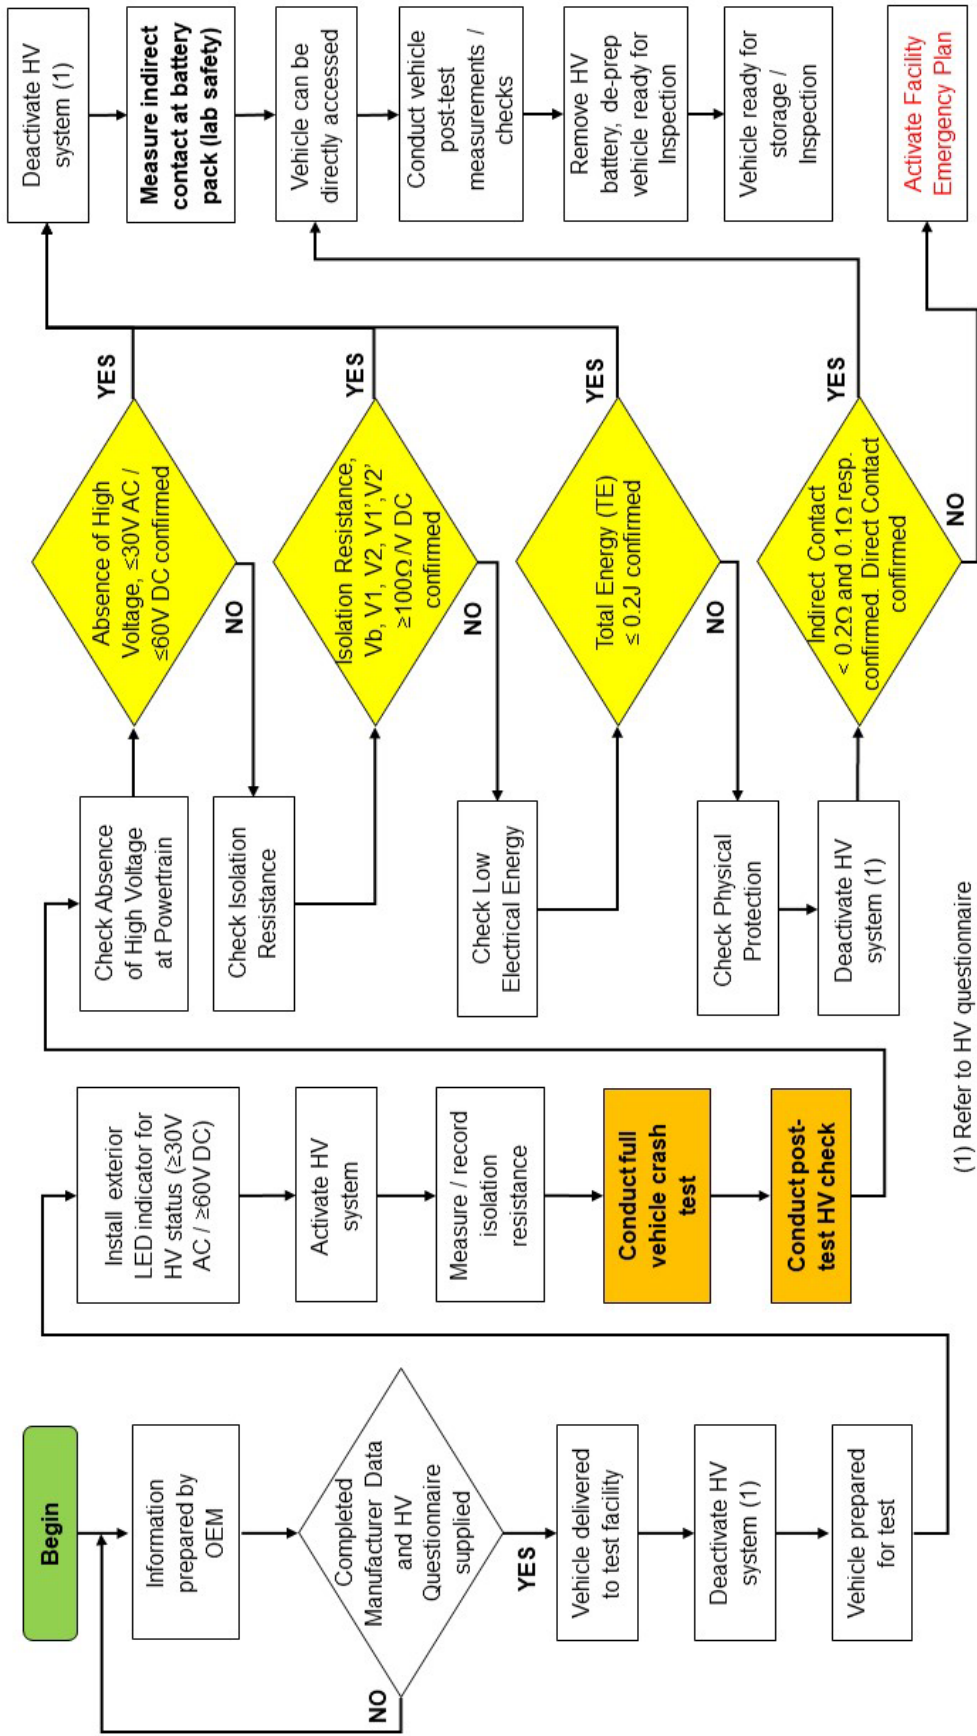 Begin
Information
prepared by
OEM
Completed
Manufacturer Data
and HV
Questionnaire
supplied
NO
YES
Vehicle delivered
to test facility
Deactivate HV
system (1)
Vehicle prepared
for test
Install exterior
LED indicator for
HV status (≥30V
AC / ≥60V DC)
Activate HV
system
Measure / record
isolation
resistance
Conduct full
vehicle crash
test
Conduct post-
test HV check
Check Absence
of High Voltage
at Powertrain
Absence of High
Voltage, ≤30V AC /
≤60V DC confirmed
YES
NO
Check Isolation
Resistance
Isolation Resistance,
Vb, V1, V2, V1',V2'
≥100Ω/V DC
confirmed
YES
NO
Check Low
Electrical Energy
Total Energy (TE)
≤ 0.2J confirmed
YES
NO
Check Physical
Protection
Deactivate HV
system (1)
Indirect Contact
< 0.2Ω and 0.1Ω resp.
confirmed. Direct Contact
confirmed
YES
NO
Deactivate HV
system (1)
Measure indirect
contact at battery
pack (lab safety)
Vehicle can be
directly accessed
Conduct vehicle
post-test
measurements /
checks
Remove HV
battery, de-prep
vehicle ready for
Inspection
Vehicle ready for
storage /
Inspection
Activate Facility
Emergency Plan
(1) Refer to HV questionnaire